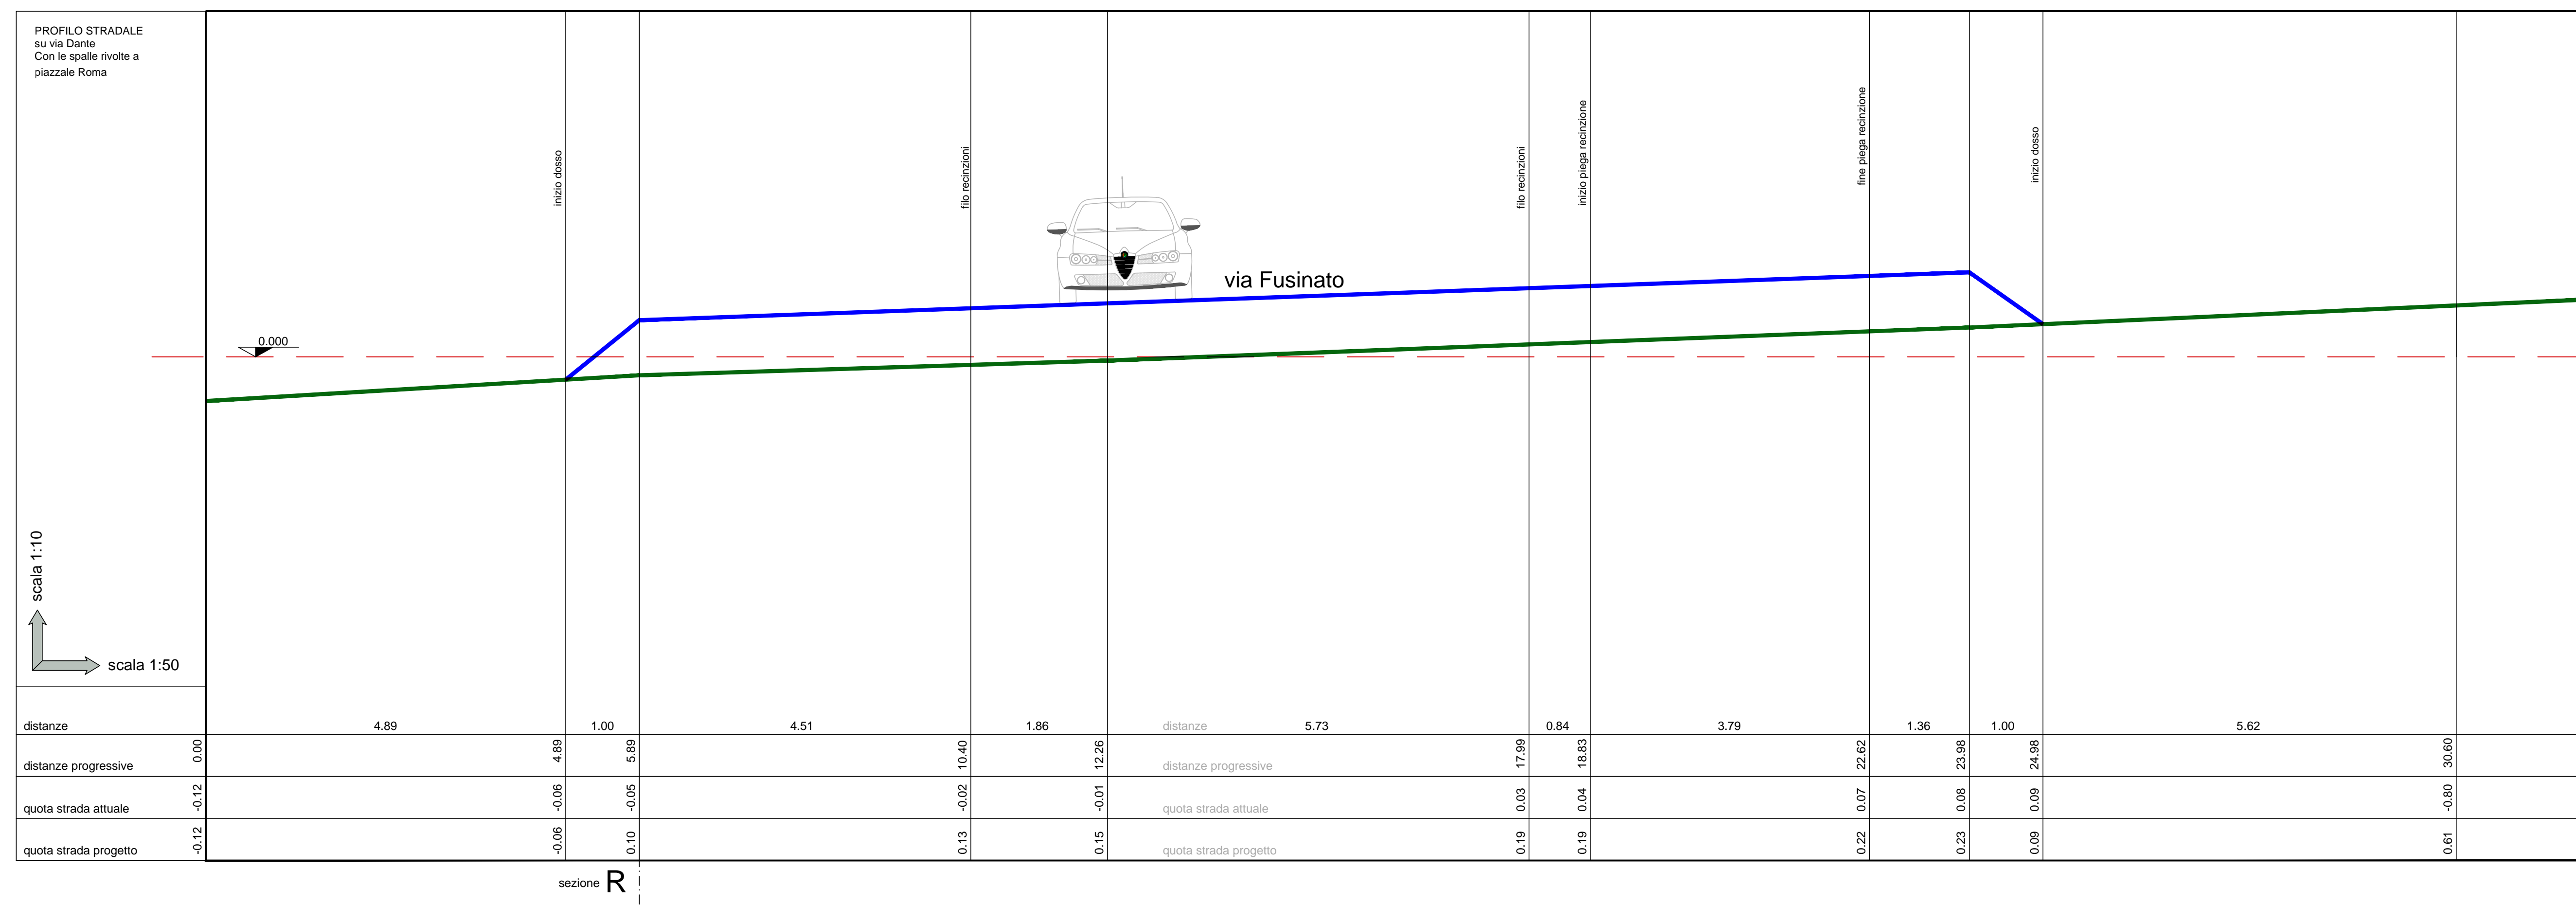 PROFILO STRADALE
su via Dante
Con le spalle rivolte a
piazzale Roma
inizio dosso
filo recinzioni
filo recinzioni
inizio piega recinzione
fine piega recinzione
inizio dosso
via Fusinato
0.000
scala 1:10
scala 1:50
distanze 4.89 1.00 4.51 1.86 distanze 5.73 0.84 3.79 1.36 1.00 5.62
distanze progressive 0.00 4.89 5.89 10.40 12.26 distanze progressive 17.99 18.83 22.62 23.98 24.98 30.60
quota strada attuale -0.12 -0.06 -0.05 -0.02 -0.01 quota strada attuale 0.03 0.04 0.07 0.08 0.09 -0.80
quota strada progetto -0.12 -0.06 0.10 0.13 0.15 quota strada progetto 0.19 0.19 0.22 0.23 0.09 0.61
sezione R